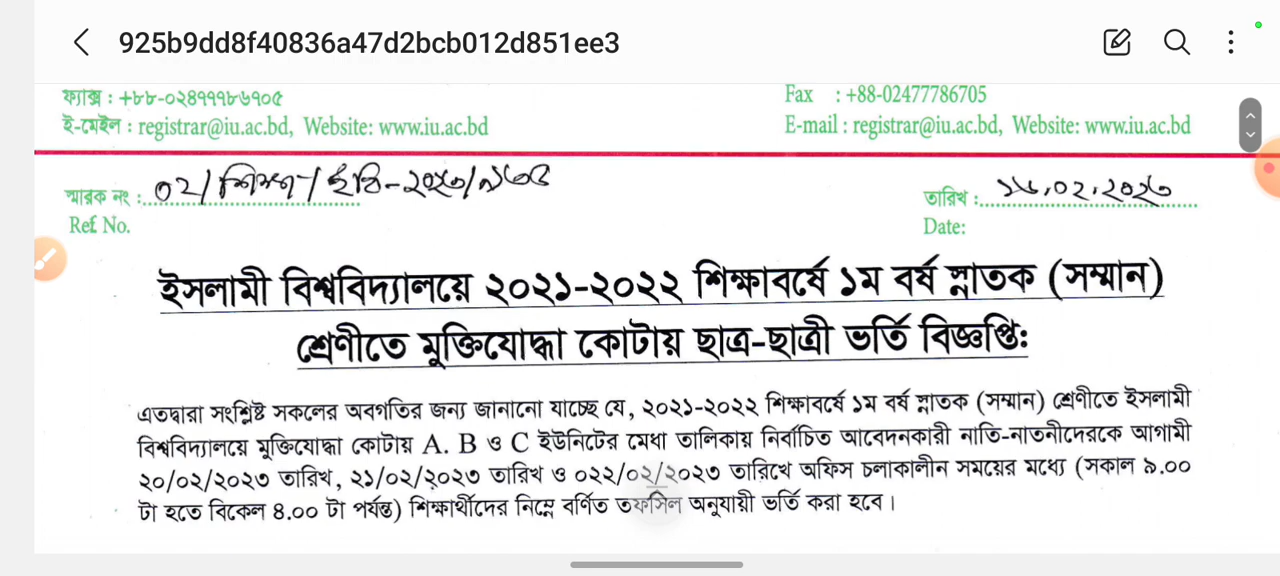 925b9dd8f40836a47d2bcb012d851ee3
ফ্যাক্স : +৮৮-০২৪৭৭৭৮৬৭০৫
Fax : +88-02477786705
ই-মেইল : registrar@iu.ac.bd, Website: www.iu.ac.bd
E-mail : registrar@iu.ac.bd, Website: www.iu.ac.bd
স্মারক নং :
তারিখ :
Ref. No.
Date:
ইসলামী বিশ্ববিদ্যালয়ে ২০২১-২০২২ শিক্ষাবর্ষে ১ম বর্ষ স্নাতক (সম্মান)
শ্রেণীতে মুক্তিযোদ্ধা কোটায় ছাত্র-ছাত্রী ভর্তি বিজ্ঞপ্তি:
এতদ্বারা সংশ্লিষ্ট সকলের অবগতির জন্য জানানো যাচ্ছে যে, ২০২১-২০২২ শিক্ষাবর্ষে ১ম বর্ষ স্নাতক (সম্মান) শ্রেণীতে ইসলামী
বিশ্ববিদ্যালয়ে মুক্তিযোদ্ধা কোটায় A. B ও C ইউনিটের মেধা তালিকায় নির্বাচিত আবেদনকারী নাতি-নাতনীদেরকে আগামী
২০/০২/২০২৩ তারিখ, ২১/০২/২০২৩ তারিখ ও ০২২/০২/২০২৩ তারিখে অফিস চলাকালীন সময়ের মধ্যে (সকাল ৯.০০
টা হতে বিকেল ৪.০০ টা পর্যন্ত) শিক্ষার্থীদের নিম্নে বর্ণিত তফসিল অনুযায়ী ভর্তি করা হবে।